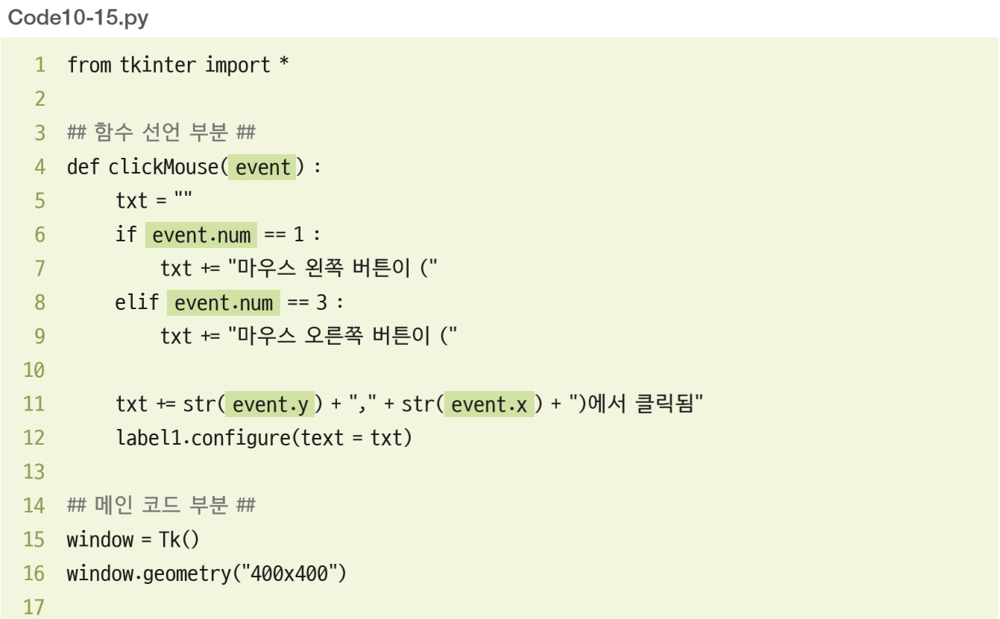 Code10-15.py
1 from tkinter import *
2
3 ## 함수 선언 부분 ##
4 def clickMouse( event ) :
5 txt = ""
6 if event.num == 1 :
7 txt += "마우스 왼쪽 버튼이 ("
8 elif event.num == 3 :
9 txt += "마우스 오른쪽 버튼이 ("
10
11 txt += str( event.y ) + "," + str( event.x ) + ")에서 클릭됨"
12 label1.configure(text = txt)
13
14 ## 메인 코드 부분 ##
15 window = Tk()
16 window.geometry("400x400")
17